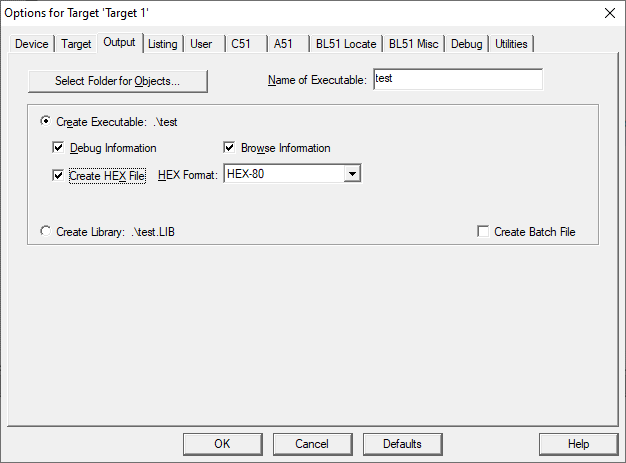 Options for Target 'Target 1'
Device Target Output Listing User C51 A51 BL51 Locate BL51 Misc Debug Utilities
Select Folder for Objects... Name of Executable: test
Create Executable: .\test
Debug Information Browse Information
Create HEX File HEX Format: HEX-80
Create Library: .\test.LIB Create Batch File
OK Cancel Defaults Help